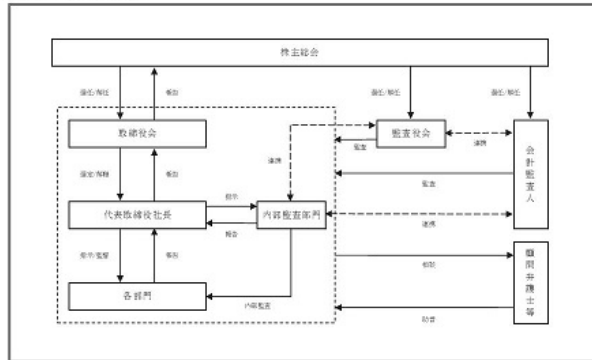 株主総会
選任/解任
報告
選任/解任
選任/解任
取締役会
監査役会
会計監査人
連携
監査
連携
選定/解職
報告
監査
指示
代表取締役社長
内部監査部門
報告
連携
指示/監督
報告
相談
顧問弁護士等
各部門
内部監査
助言